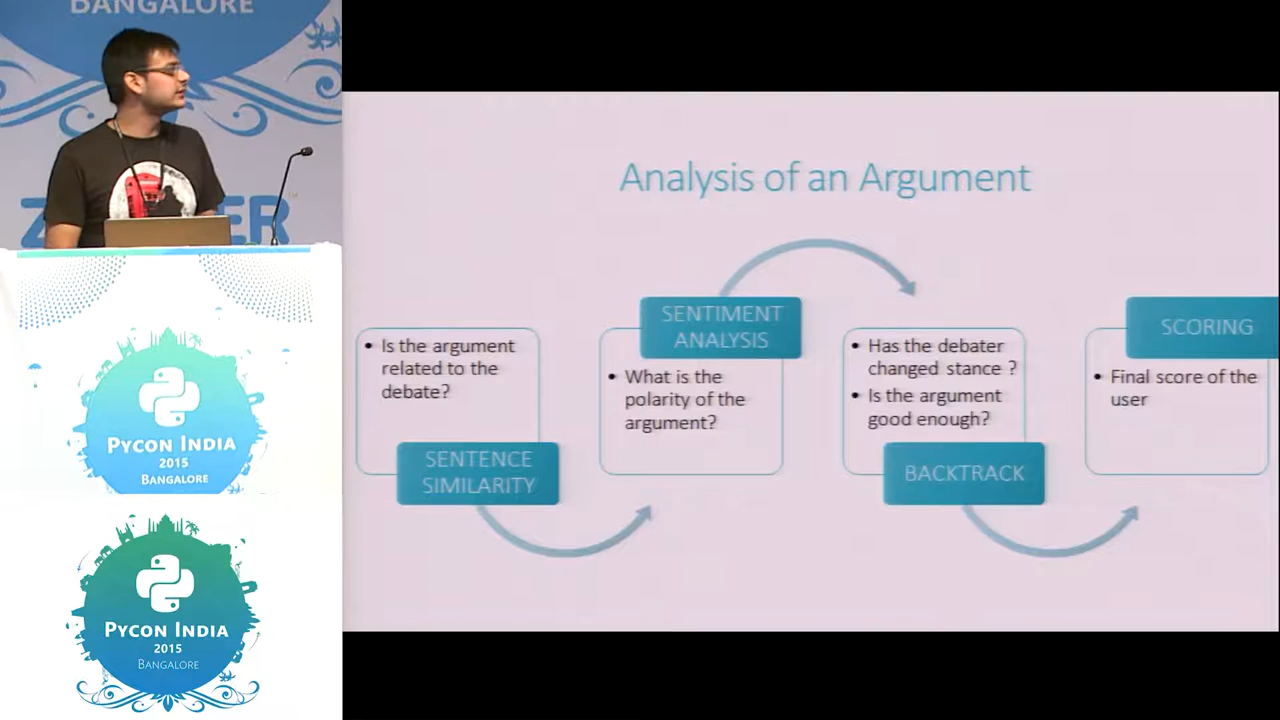 BANGALORE
PYCON INDIA
2015
BANGALORE
PYCON INDIA
2015
BANGALORE
Analysis of an Argument
• Is the argument
related to the
debate?
SENTENCE
SIMILARITY
SENTIMENT
ANALYSIS
• What is the
polarity of the
argument?
• Has the debater
changed stance ?
• Is the argument
good enough?
BACKTRACK
SCORING
• Final score of the
user